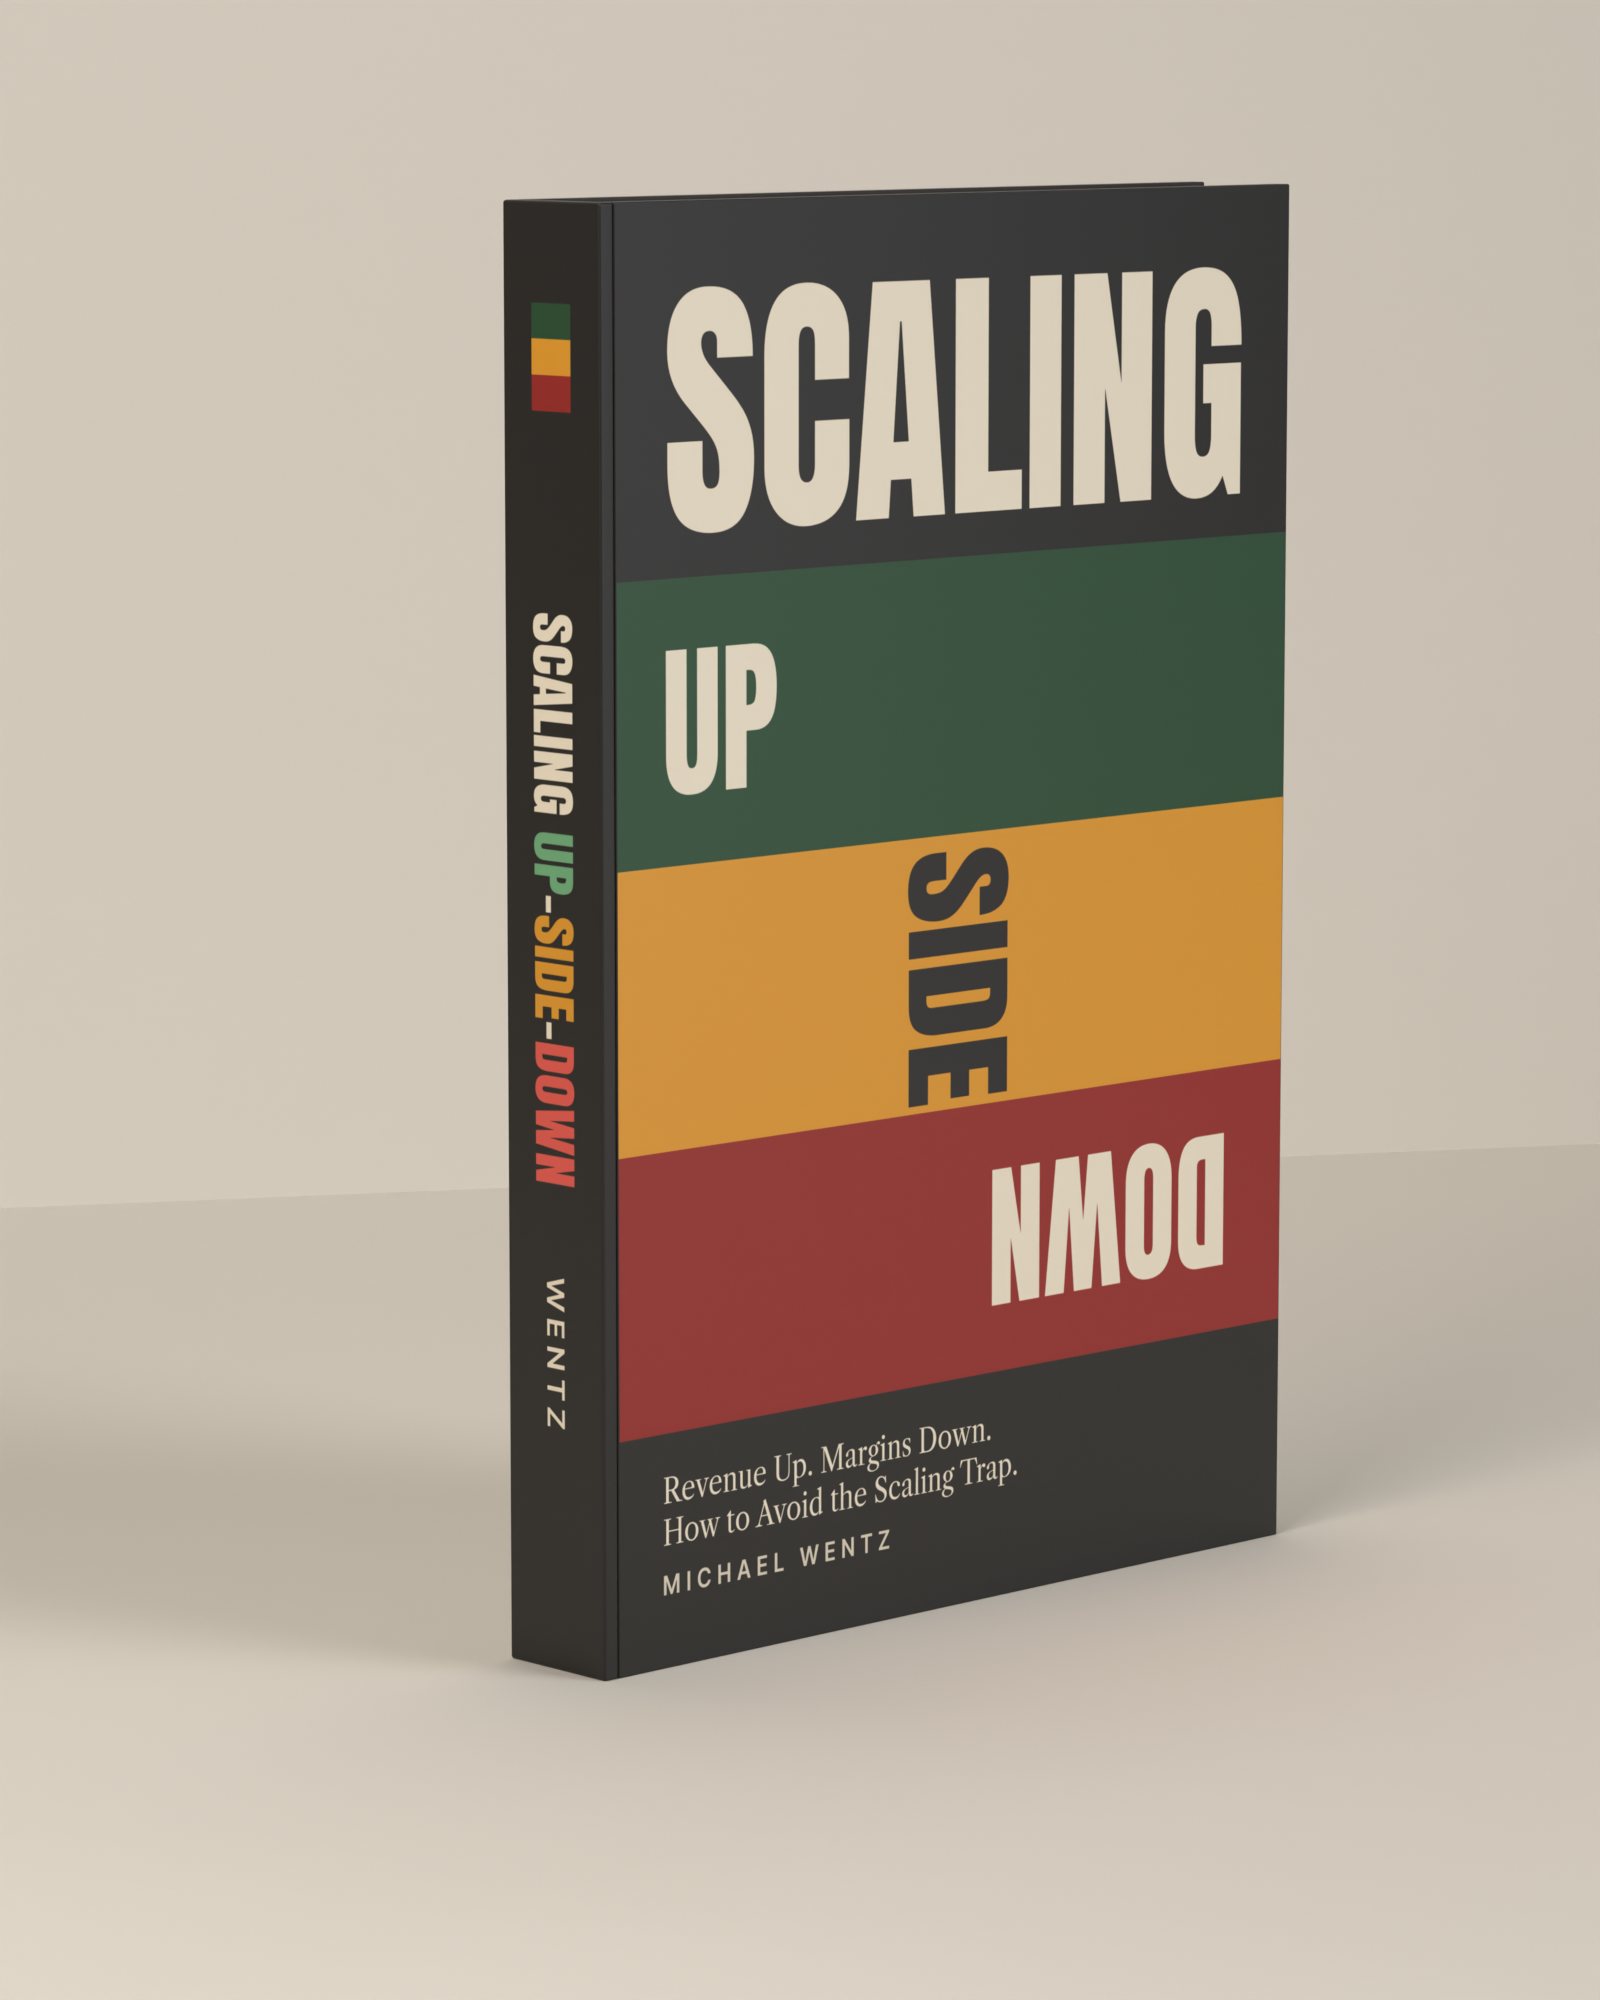 SCALING
UP
SIDE
DOWN
Revenue Up. Margins Down.
How to Avoid the Scaling Trap.
MICHAEL WENTZ
SCALING UP-SIDE-DOWN
WENTZ